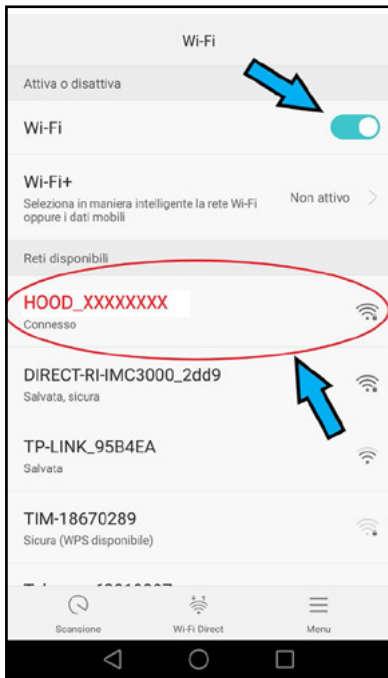 Wi-Fi
Attiva o disattiva
Wi-Fi
Wi-Fi+
Seleziona in maniera intelligente la rete Wi-Fi
oppure i dati mobili
Non attivo
Reti disponibili
HOOD_XXXXXXXX
Connesso
DIRECT-RI-IMC3000_2dd9
Salvata, sicura
TP-LINK_95B4EA
Salvata
TIM-18670289
Sicura (WPS disponibile)
Scansione
Wi-Fi Direct
Menu